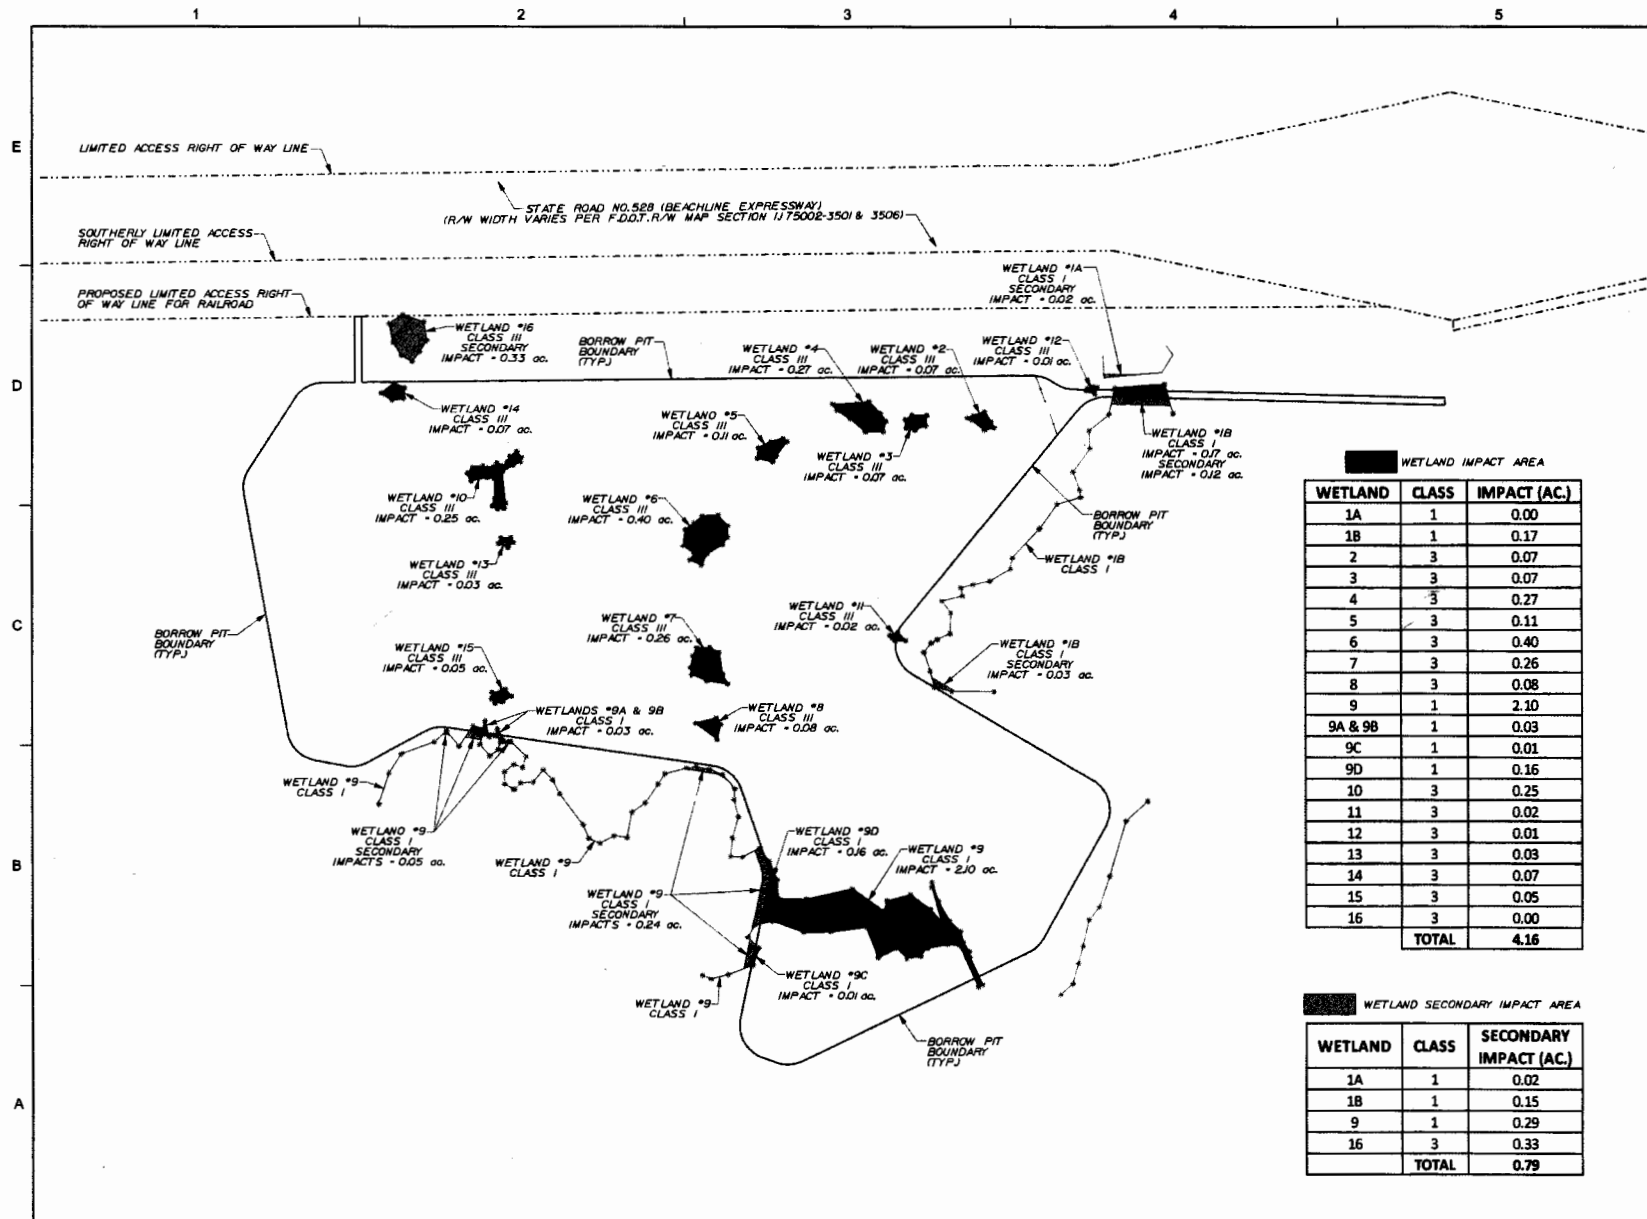 1 2 3 4 5
E
D
C
B
A
LIMITED ACCESS RIGHT OF WAY LINE
STATE ROAD NO. 528 (BEACHLINE EXPRESSWAY)
(R/W WIDTH VARIES PER F.D.O.T. R/W MAP SECTION 75002-3501 & 3506)
SOUTHERLY LIMITED ACCESS
RIGHT OF WAY LINE
PROPOSED LIMITED ACCESS RIGHT
OF WAY LINE FOR RAILROAD
WETLAND #1A
CLASS I
SECONDARY
IMPACT = 0.02 ac.
WETLAND #16
CLASS III
SECONDARY
IMPACT = 0.33 ac.
BORROW PIT
BOUNDARY
(TYP.)
WETLAND #4
CLASS III
IMPACT = 0.27 ac.
WETLAND #2
CLASS III
IMPACT = 0.07 ac.
WETLAND #12
CLASS III
IMPACT = 0.01 ac.
WETLAND #14
CLASS III
IMPACT = 0.07 ac.
WETLAND #5
CLASS III
IMPACT = 0.11 ac.
WETLAND #3
CLASS III
IMPACT = 0.07 ac.
WETLAND #1B
CLASS I
IMPACT = 0.17 ac.
SECONDARY
IMPACT = 0.12 ac.
WETLAND #10
CLASS III
IMPACT = 0.25 ac.
WETLAND #6
CLASS III
IMPACT = 0.40 ac.
BORROW PIT
BOUNDARY
(TYP.)
WETLAND #1B
CLASS I
WETLAND #13
CLASS III
IMPACT = 0.03 ac.
WETLAND #11
CLASS III
IMPACT = 0.02 ac.
WETLAND #7
CLASS III
IMPACT = 0.26 ac.
BORROW PIT
BOUNDARY
(TYP.)
WETLAND #15
CLASS III
IMPACT = 0.05 ac.
WETLAND #1B
CLASS I
SECONDARY
IMPACT = 0.03 ac.
WETLANDS #9A & 9B
CLASS I
IMPACT = 0.03 ac.
WETLAND #8
CLASS III
IMPACT = 0.08 ac.
WETLAND #9
CLASS I
WETLAND #9
CLASS I
SECONDARY
IMPACTS = 0.05 ac.
WETLAND #9
CLASS I
WETLAND #9D
CLASS I
IMPACT = 0.16 ac.
WETLAND #9
CLASS I
IMPACT = 2.10 ac.
WETLAND #9
CLASS I
SECONDARY
IMPACTS = 0.24 ac.
WETLAND #9C
CLASS I
IMPACT = 0.01 ac.
WETLAND #9
CLASS I
BORROW PIT
BOUNDARY
(TYP.)
WETLAND IMPACT AREA
WETLAND CLASS IMPACT (AC.)
1A 1 0.00
1B 1 0.17
2 3 0.07
3 3 0.07
4 3 0.27
5 3 0.11
6 3 0.40
7 3 0.26
8 3 0.08
9 1 2.10
9A & 9B 1 0.03
9C 1 0.01
9D 1 0.16
10 3 0.25
11 3 0.02
12 3 0.01
13 3 0.03
14 3 0.07
15 3 0.05
16 3 0.00
TOTAL 4.16
WETLAND SECONDARY IMPACT AREA
WETLAND CLASS SECONDARY
IMPACT (AC.)
1A 1 0.02
1B 1 0.15
9 1 0.29
16 3 0.33
TOTAL 0.79